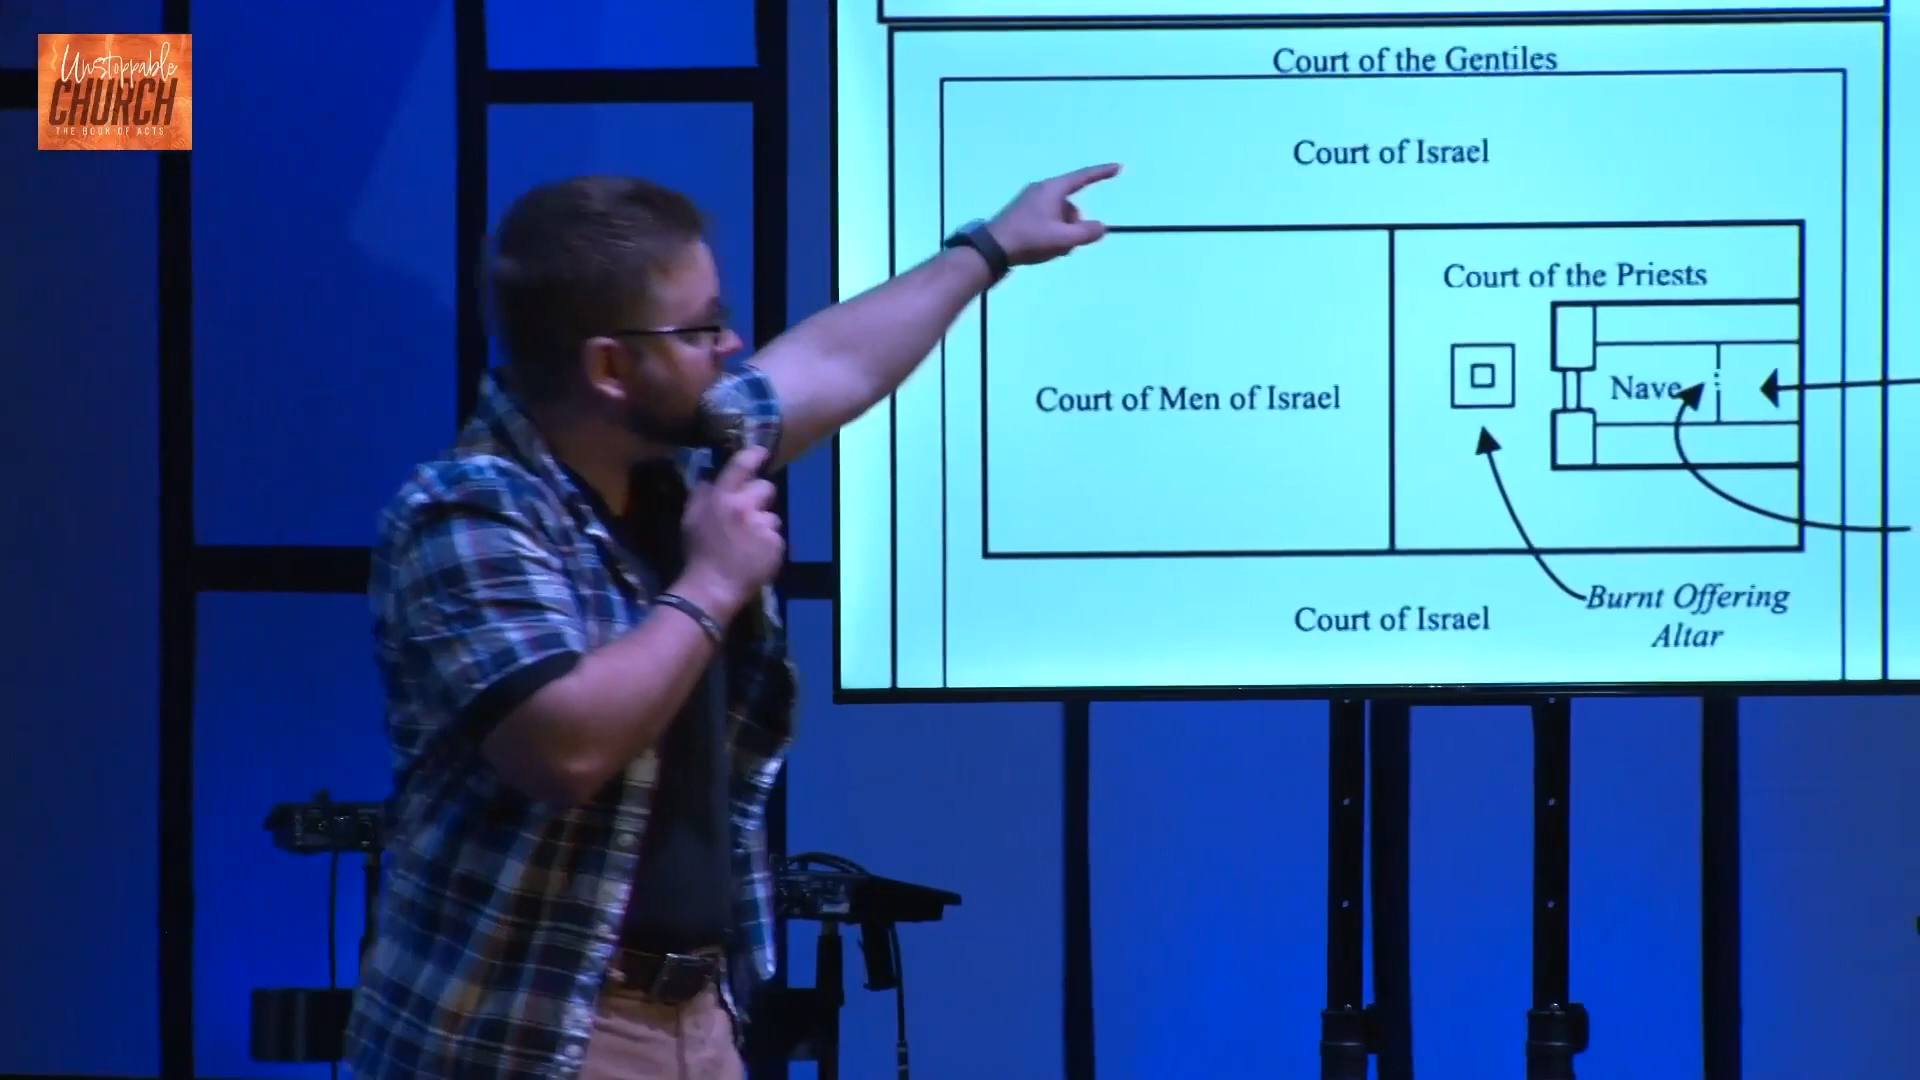 Unstoppable
CHURCH
THE BOOK OF ACTS
Court of the Gentiles
Court of Israel
Court of the Priests
Nave
Court of Men of Israel
Burnt Offering
Altar
Court of Israel